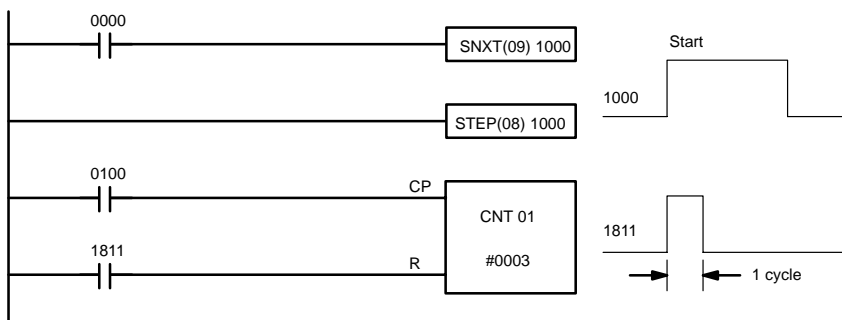 0000
SNXT(09) 1000
Start
1000
STEP(08) 1000
0100
CP
CNT 01
1811
1811
R
#0003
1 cycle